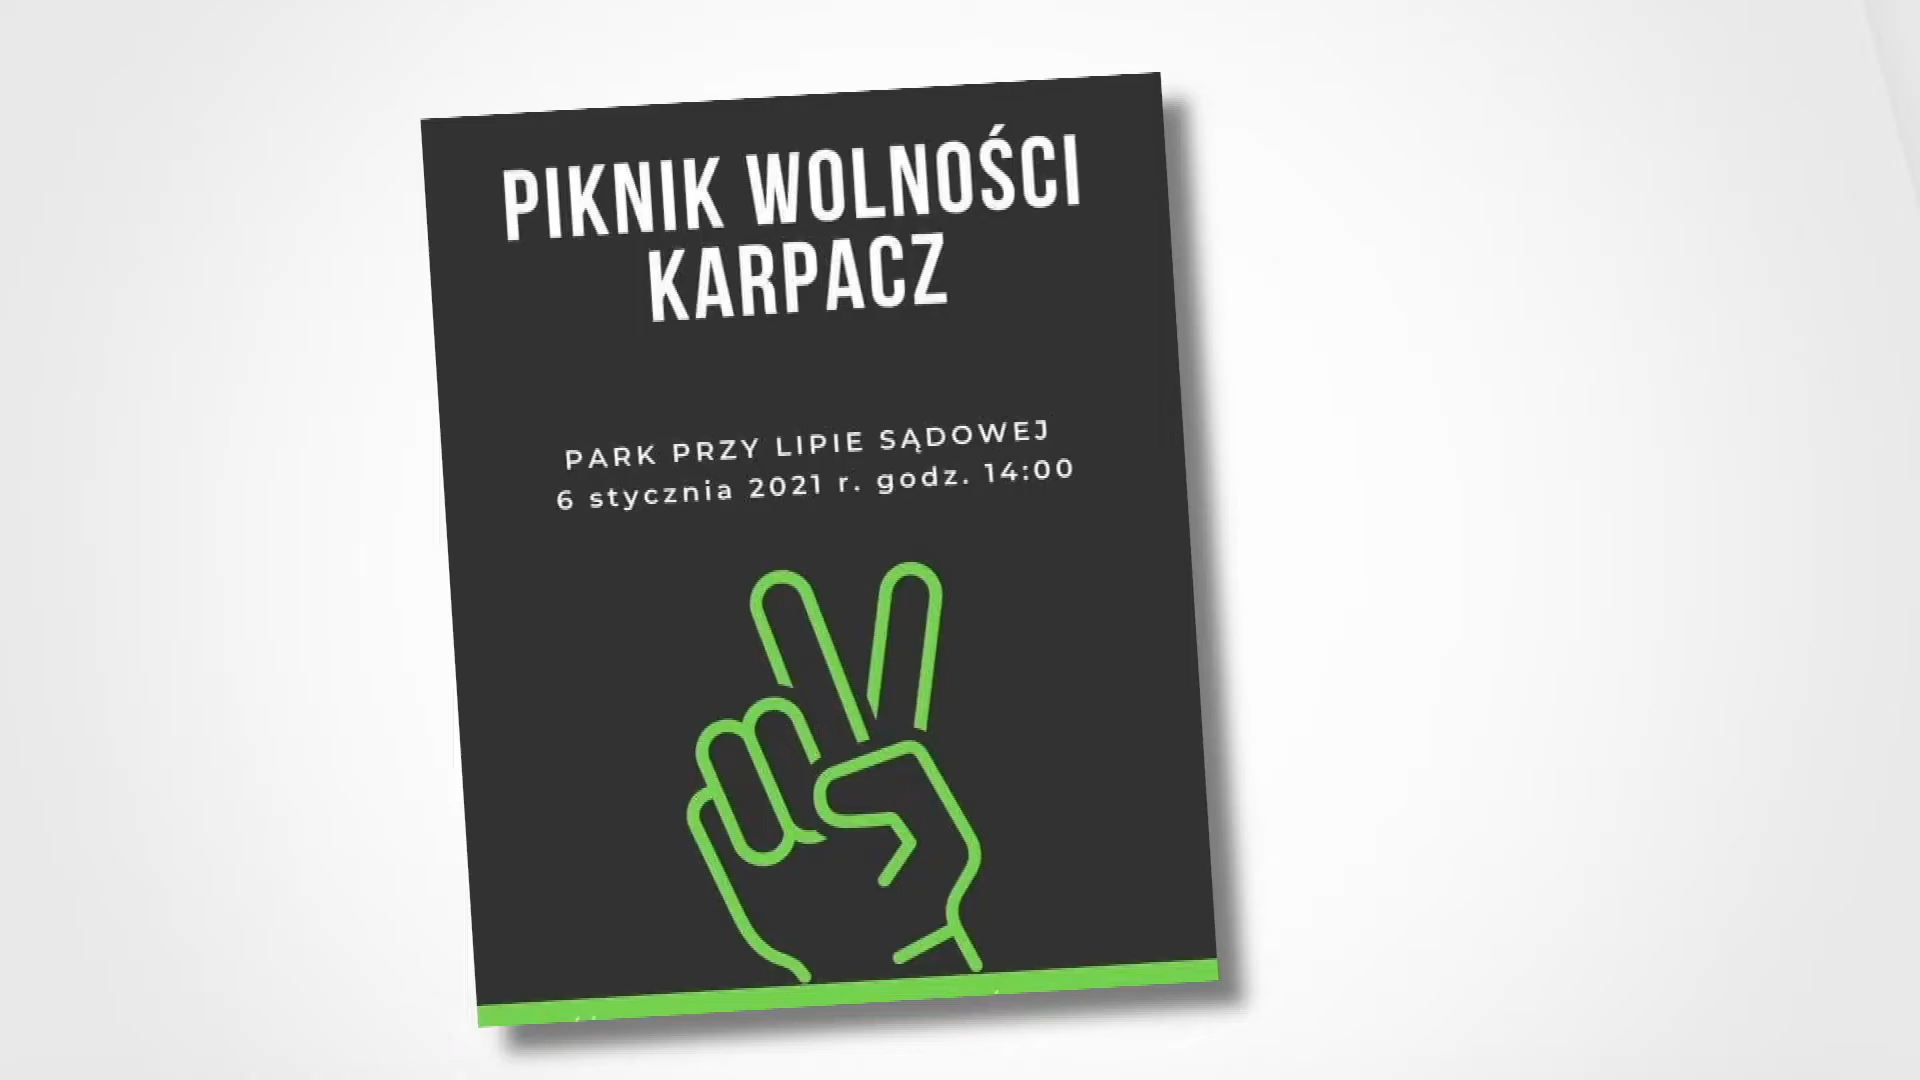 PIKNIK WOLNOŚCI
KARPACZ
PARK PRZY LIPIE SĄDOWEJ
6 stycznia 2021 r. godz. 14:00